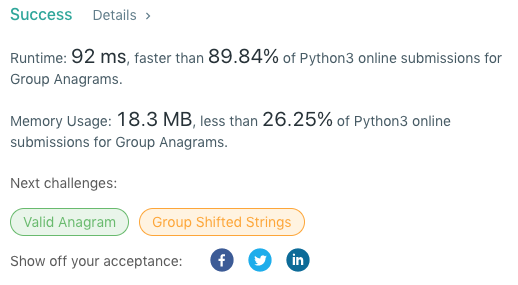 Success Details >
Runtime: 92 ms, faster than 89.84% of Python3 online submissions for
Group Anagrams.
Memory Usage: 18.3 MB, less than 26.25% of Python3 online
submissions for Group Anagrams.
Next challenges:
Valid Anagram Group Shifted Strings
Show off your acceptance: f in